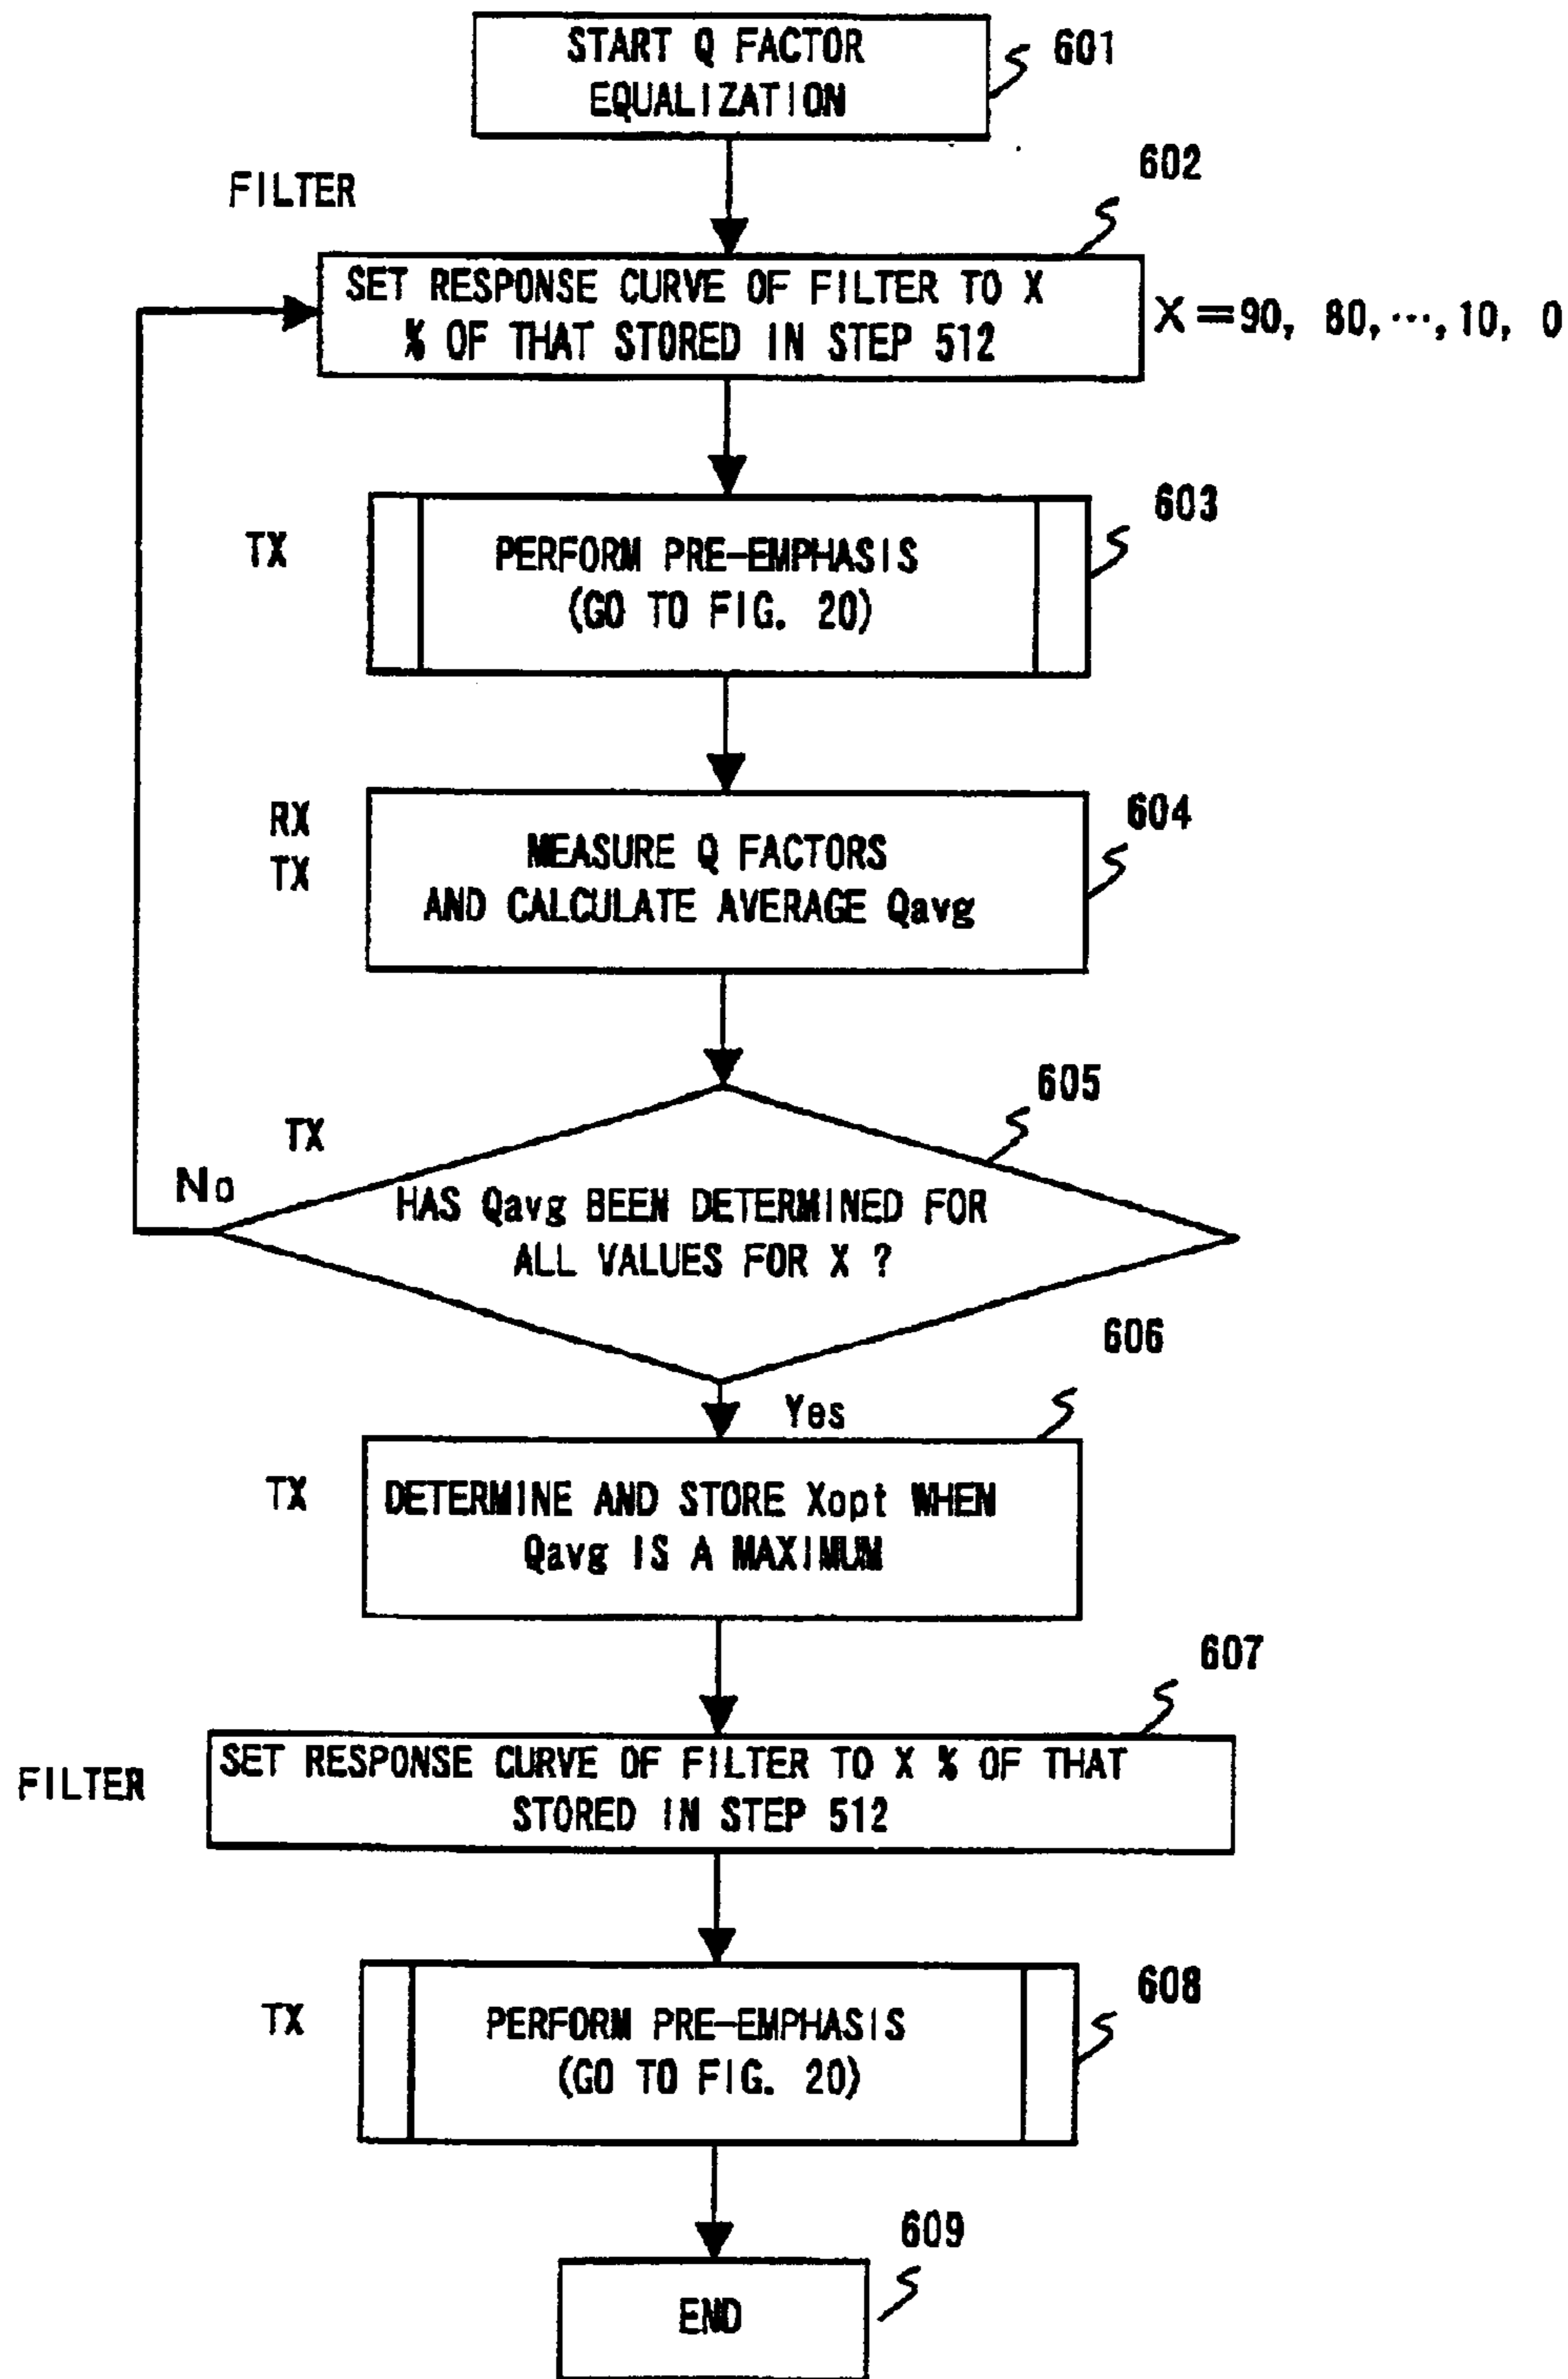 START Q FACTOR
EQUALIZATION
601
602
FILTER
SET RESPONSE CURVE OF FILTER TO X
% OF THAT STORED IN STEP 512
X=90, 80, ···, 10, 0
603
TX
PERFORM PRE-EMPHASIS
(GO TO FIG. 20)
604
RX
TX
MEASURE Q FACTORS
AND CALCULATE AVERAGE Qavg
605
TX
No
HAS Qavg BEEN DETERMINED FOR
ALL VALUES FOR X ?
606
Yes
TX
DETERMINE AND STORE Xopt WHEN
Qavg IS A MAXIMUM
607
FILTER
SET RESPONSE CURVE OF FILTER TO X % OF THAT
STORED IN STEP 512
608
TX
PERFORM PRE-EMPHASIS
(GO TO FIG. 20)
609
END